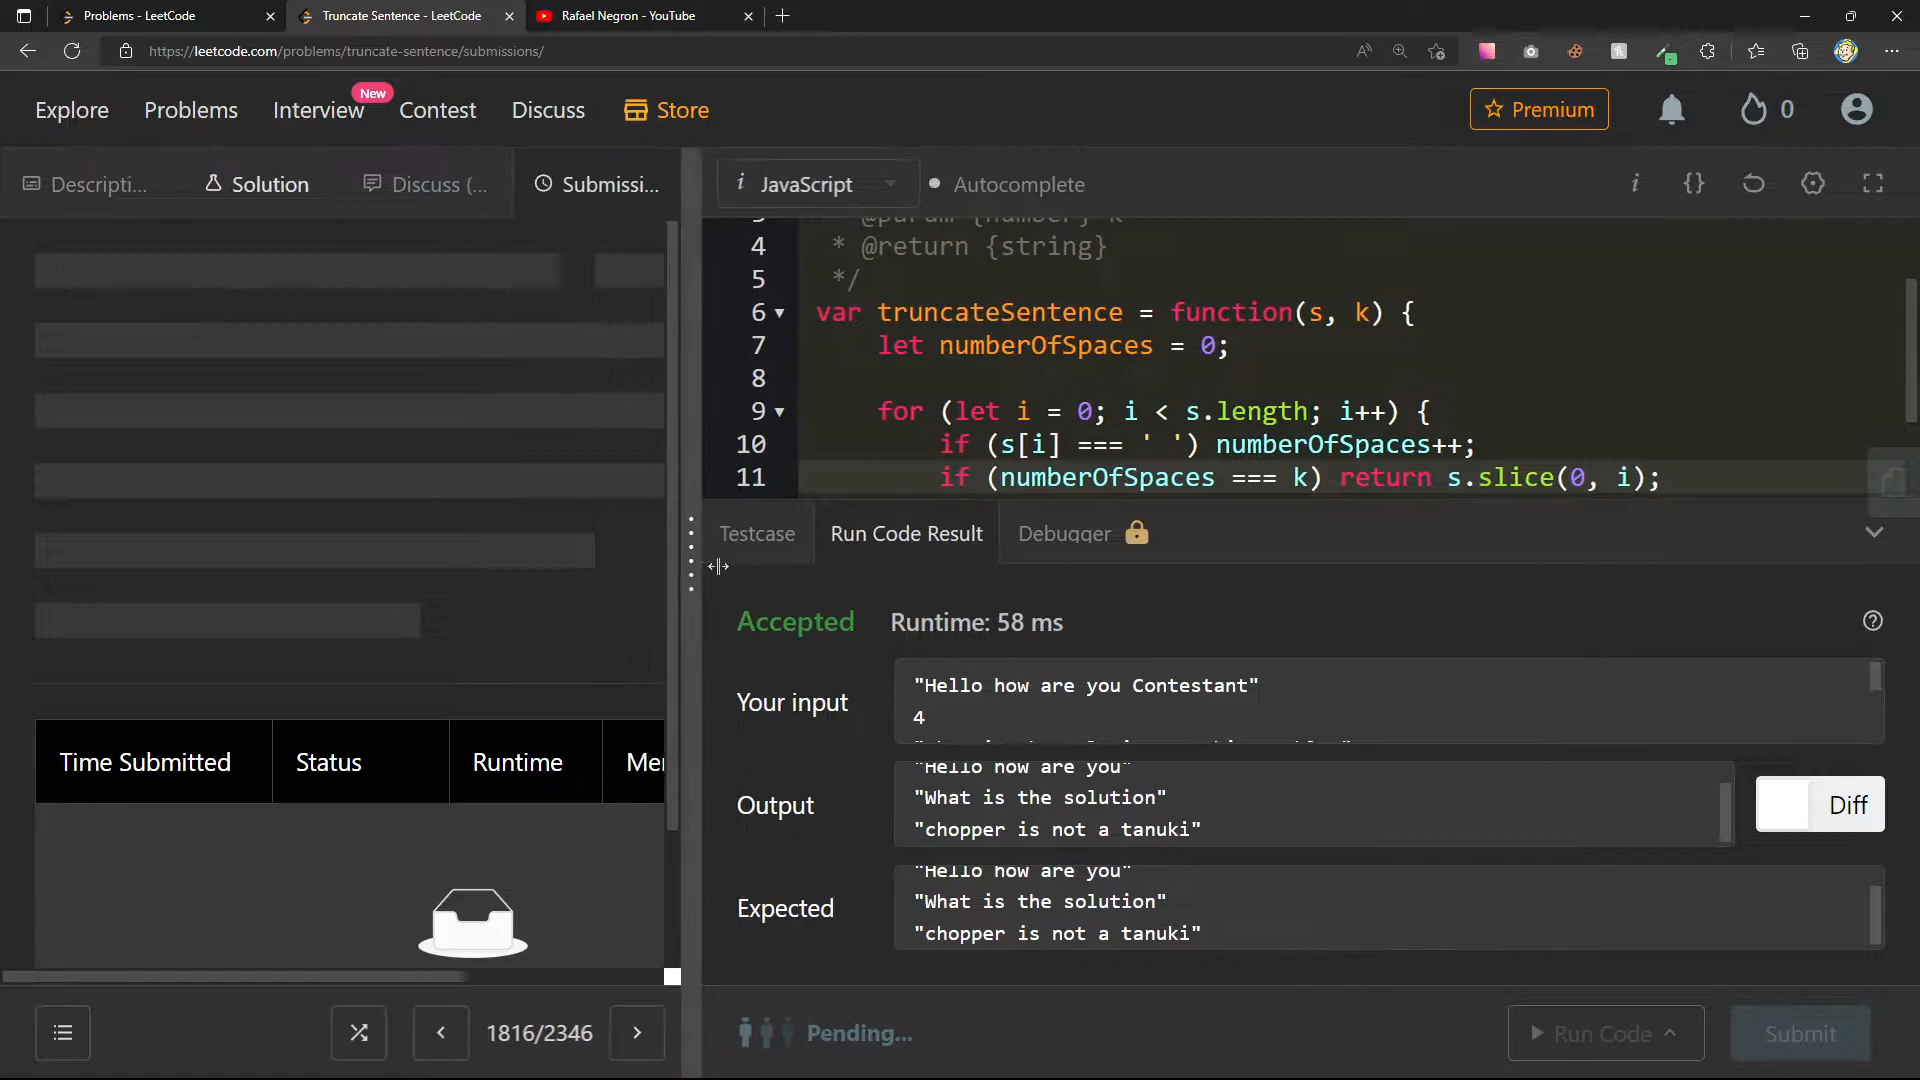 Problems - LeetCode
Truncate Sentence - LeetCode
Rafael Negron - YouTube
https://leetcode.com/problems/truncate-sentence/submissions/
Explore
Problems
Interview
New
Contest
Discuss
Store
Premium
0
Descripti...
Solution
Discuss (...
Submissi...
i JavaScript
Autocomplete
3 * @param {number} k
4 * @return {string}
5 */
6 var truncateSentence = function(s, k) {
7 let numberOfSpaces = 0;
8
9 for (let i = 0; i < s.length; i++) {
10 if (s[i] === ' ') numberOfSpaces++;
11 if (numberOfSpaces === k) return s.slice(0, i);
Testcase
Run Code Result
Debugger
Accepted
Runtime: 58 ms
Your input
"Hello how are you Contestant"
4
Output
"Hello how are you"
"What is the solution"
"chopper is not a tanuki"
Diff
Expected
"Hello how are you"
"What is the solution"
"chopper is not a tanuki"
Time Submitted
Status
Runtime
Mer
1816/2346
Pending...
Run Code
Submit